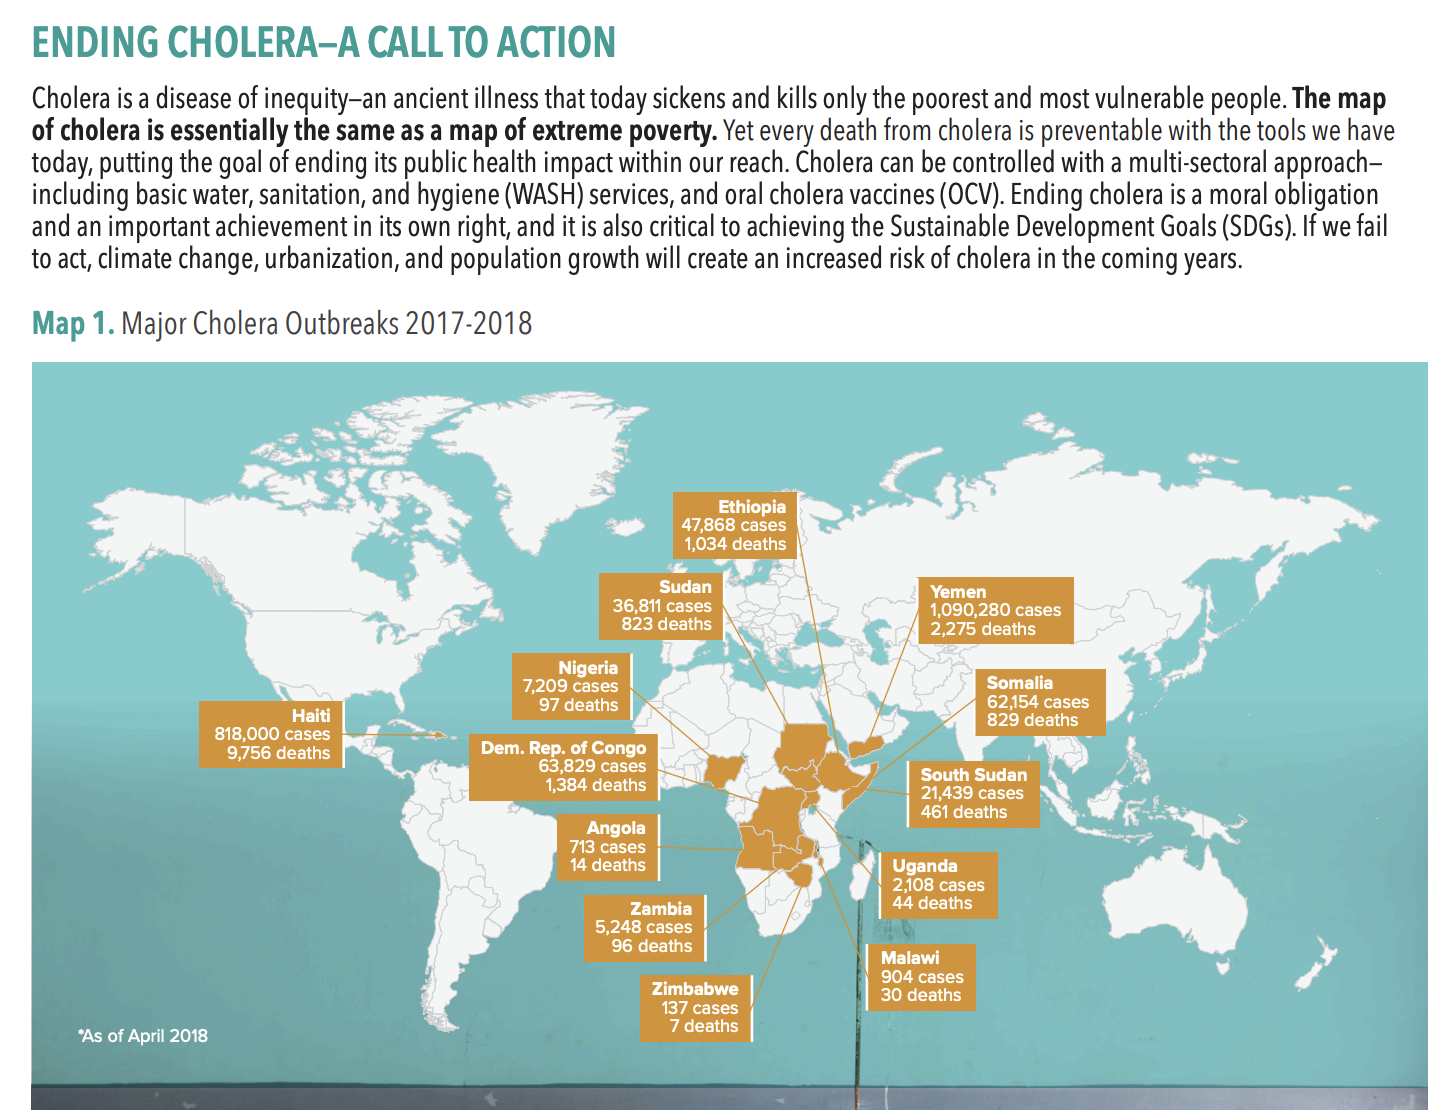 ENDING CHOLERA—A CALL TO ACTION
Cholera is a disease of inequity—an ancient illness that today sickens and kills only the poorest and most vulnerable people. The map
of cholera is essentially the same as a map of extreme poverty. Yet every death from cholera is preventable with the tools we have
today, putting the goal of ending its public health impact within our reach. Cholera can be controlled with a multi-sectoral approach—
including basic water, sanitation, and hygiene (WASH) services, and oral cholera vaccines (OCV). Ending cholera is a moral obligation
and an important achievement in its own right, and it is also critical to achieving the Sustainable Development Goals (SDGs). If we fail
to act, climate change, urbanization, and population growth will create an increased risk of cholera in the coming years.
Map 1. Major Cholera Outbreaks 2017-2018
Ethiopia
47,868 cases
1,034 deaths
Sudan
36,811 cases
823 deaths
Yemen
1,090,280 cases
2,275 deaths
Nigeria
7,209 cases
97 deaths
Somalia
62,154 cases
829 deaths
Haiti
818,000 cases
9,756 deaths
Dem. Rep. of Congo
63,829 cases
1,384 deaths
South Sudan
21,439 cases
461 deaths
Angola
713 cases
14 deaths
Uganda
2,108 cases
44 deaths
Zambia
5,248 cases
96 deaths
Malawi
904 cases
30 deaths
Zimbabwe
137 cases
7 deaths
*As of April 2018